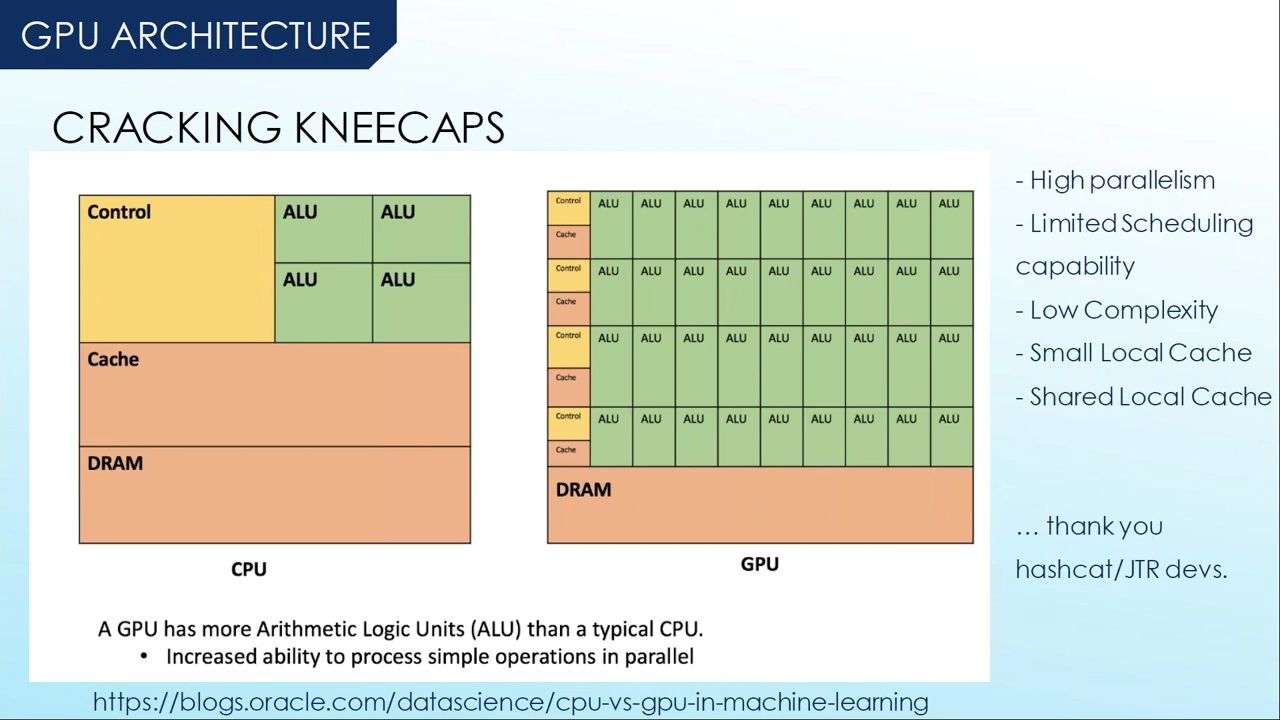 GPU ARCHITECTURE
CRACKING KNEECAPS
Control
ALU ALU
ALU ALU
Cache
DRAM
CPU
Control ALU ALU ALU ALU ALU ALU ALU ALU ALU
Cache
Control ALU ALU ALU ALU ALU ALU ALU ALU ALU
Cache
Control ALU ALU ALU ALU ALU ALU ALU ALU ALU
Cache
Control ALU ALU ALU ALU ALU ALU ALU ALU ALU
Cache
DRAM
GPU
A GPU has more Arithmetic Logic Units (ALU) than a typical CPU.
• Increased ability to process simple operations in parallel
- High parallelism
- Limited Scheduling
capability
- Low Complexity
- Small Local Cache
- Shared Local Cache
... thank you
hashcat/JTR devs.
https://blogs.oracle.com/datascience/cpu-vs-gpu-in-machine-learning